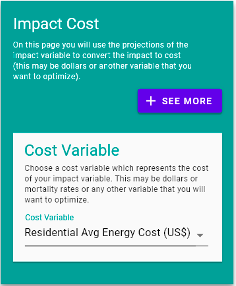 Impact Cost
On this page you will use the projections of the
impact variable to convert the impact to cost
(this may be dollars or another variable that you
want to optimize).
+ SEE MORE
Cost Variable
Choose a cost variable which represents the cost
of your impact variable. This may be dollars or
mortality rates or any other variable that you will
want to optimize.
Cost Variable
Residential Avg Energy Cost (US$)